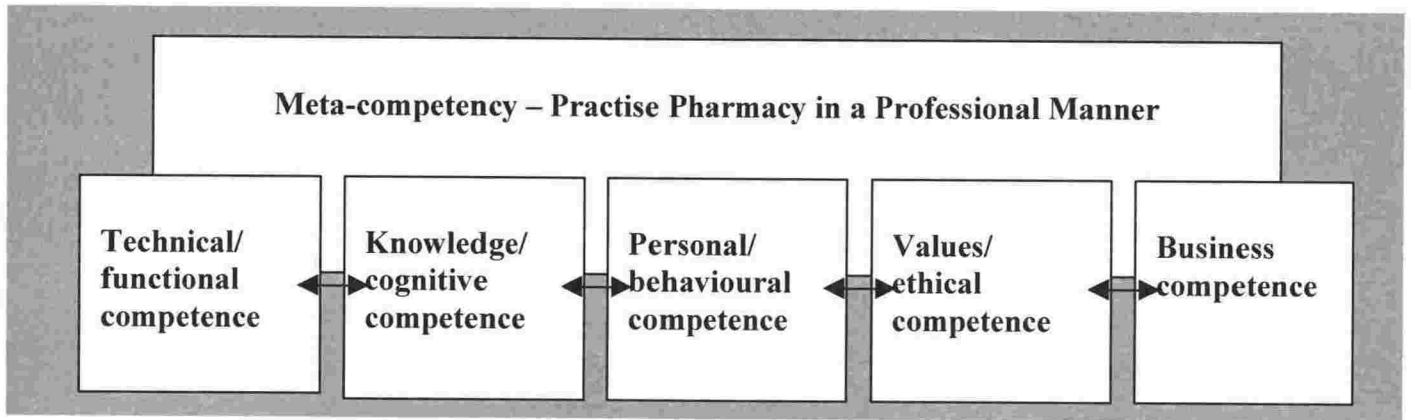 Meta-competency – Practise Pharmacy in a Professional Manner
Technical/
functional
competence
Knowledge/
cognitive
competence
Personal/
behavioural
competence
Values/
ethical
competence
Business
competence